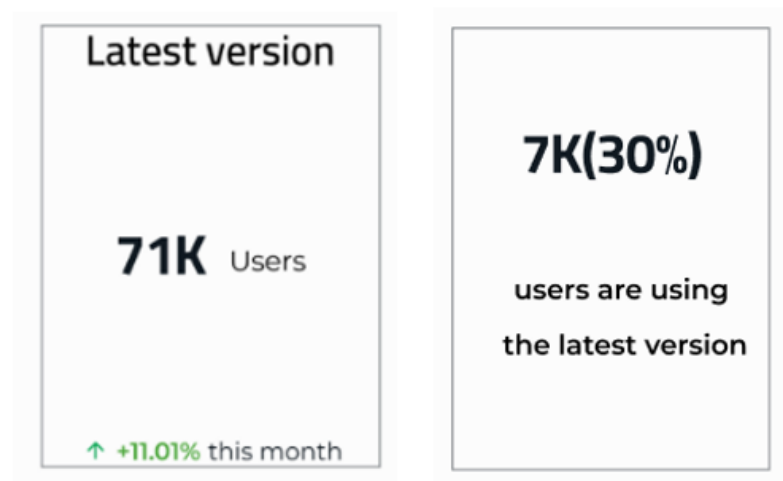 Latest version
71K Users
↑ +11.01% this month
7K(30%)
users are using
the latest version